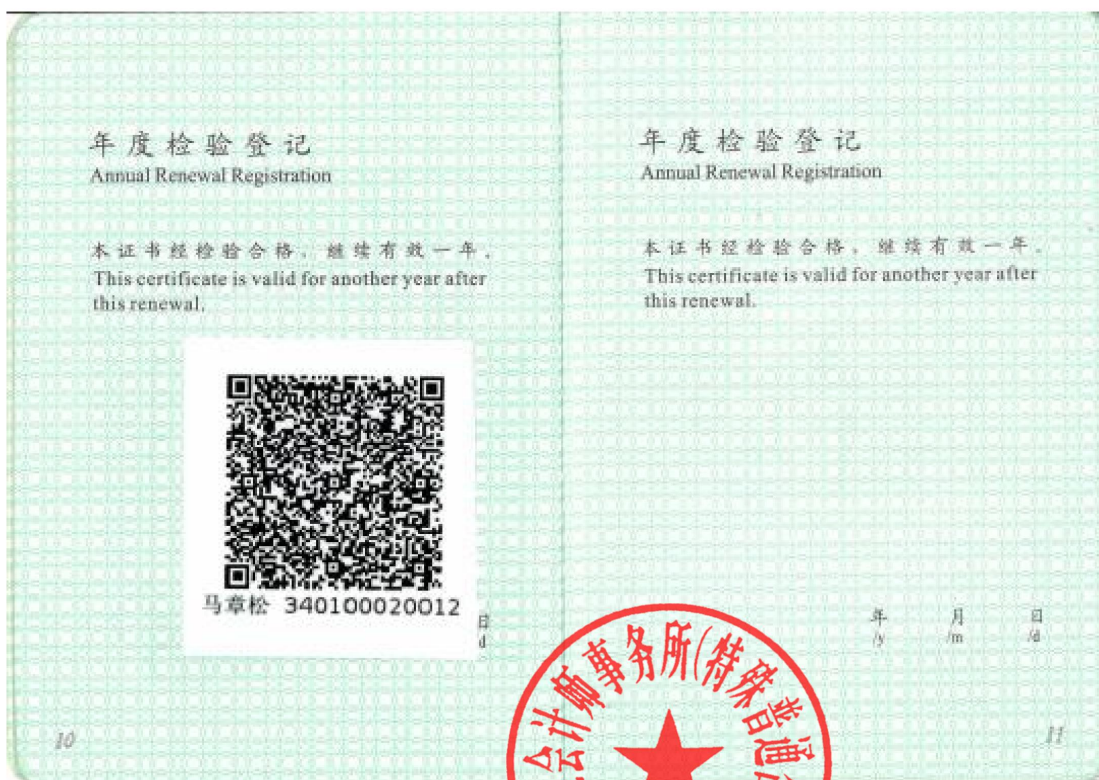 年度检验登记
Annual Renewal Registration
本证书经检验合格，继续有效一年。
This certificate is valid for another year after
this renewal.
马章松 340100020012
日
/d
10
年度检验登记
Annual Renewal Registration
本证书经检验合格，继续有效一年。
This certificate is valid for another year after
this renewal.
年 月 日
/y /m /d
11
会计师事务所(特殊普通